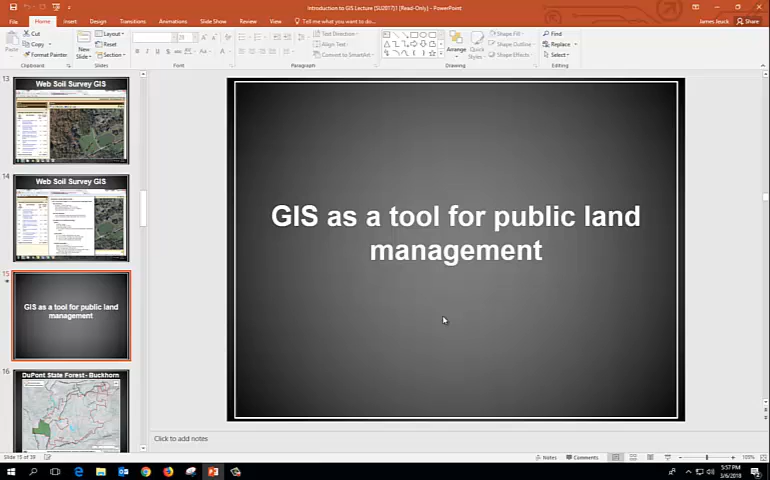 Introduction to GIS Lecture [SU2017] [Read-Only] - PowerPoint
File
Home
Insert
Design
Transitions
Animations
Slide Show
Review
View
Tell me what you want to do...
James Jeuck
Share
Paste
Cut
Copy
Format Painter
Clipboard
New
Slide
Layout
Reset
Section
Slides
Font
Text Direction
Align Text
Convert to SmartArt
Paragraph
Arrange
Quick
Styles
Shape Fill
Shape Outline
Shape Effects
Drawing
Find
Replace
Select
Editing
13
Web Soil Survey GIS
14
Web Soil Survey GIS
15
GIS as a tool for public land
management
16
DuPont State Forest - Buckhorn
GIS as a tool for public land
management
Click to add notes
Slide 15 of 39
Notes
Comments
100%
5:57 PM
3/6/2018